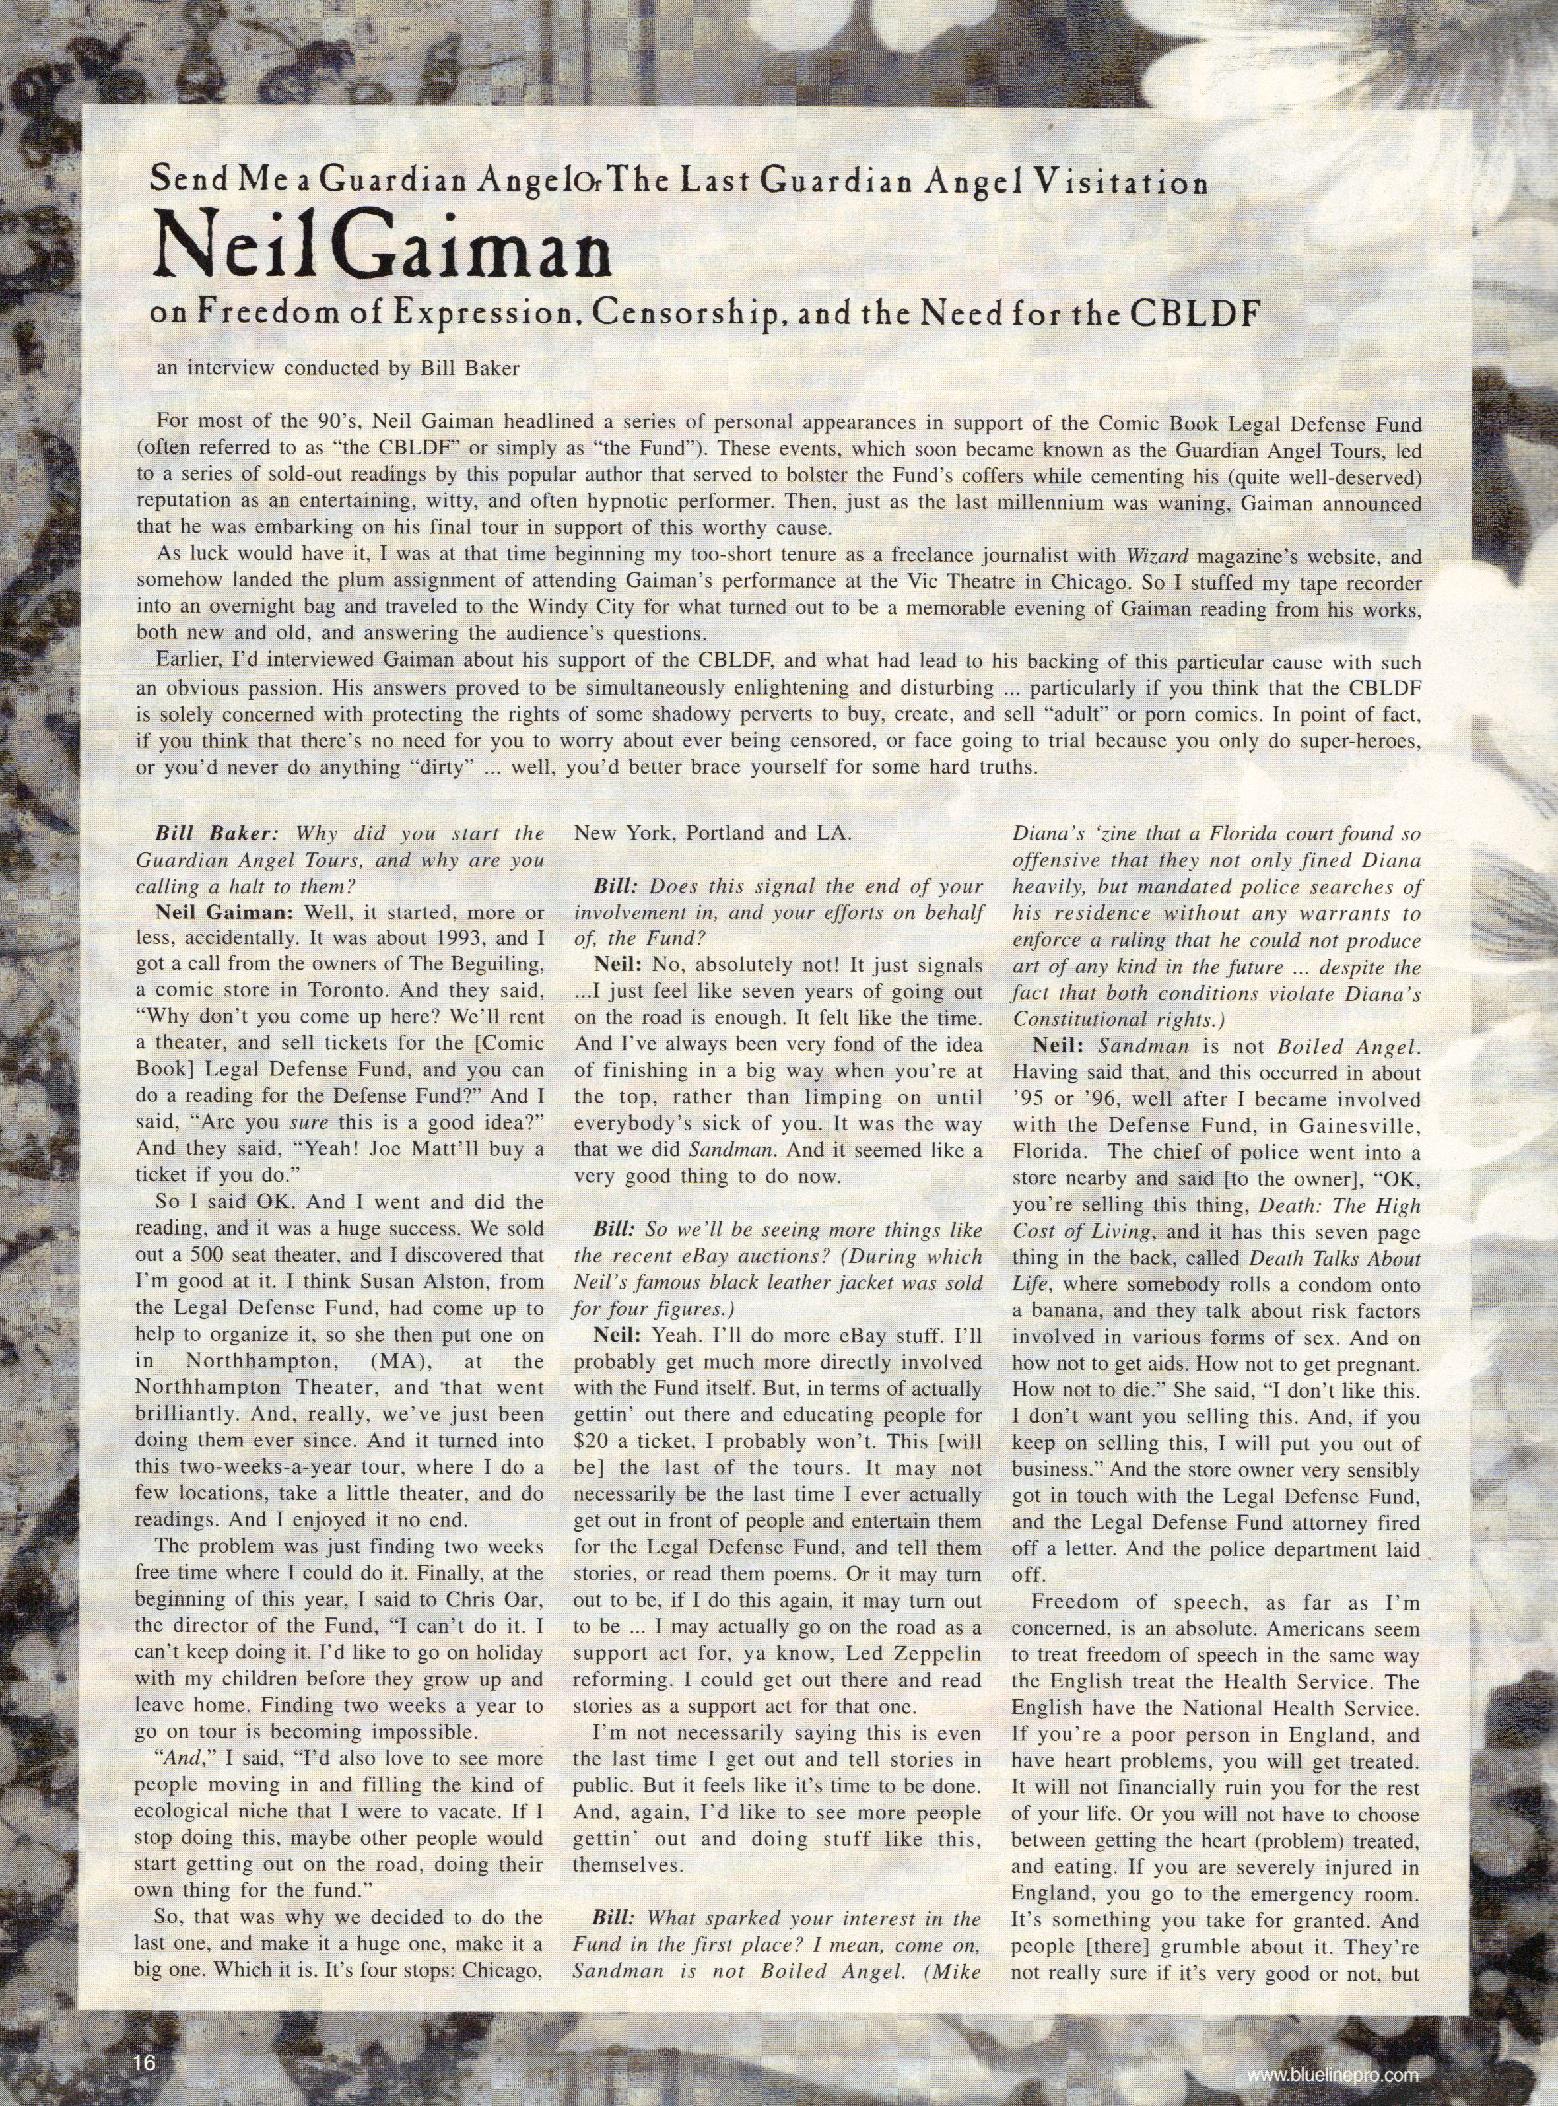 Send Me a Guardian Angel Or The Last Guardian Angel Visitation
Neil Gaiman
on Freedom of Expression, Censorship, and the Need for the CBLDF
an interview conducted by Bill Baker
For most of the 90's, Neil Gaiman headlined a series of personal appearances in support of the Comic Book Legal Defense Fund
(often referred to as “the CBLDF” or simply as “the Fund”). These events, which soon became known as the Guardian Angel Tours, led
to a series of sold-out readings by this popular author that served to bolster the Fund's coffers while cementing his (quite well-deserved)
reputation as an entertaining, witty, and often hypnotic performer. Then, just as the last millennium was waning, Gaiman announced
that he was embarking on his final tour in support of this worthy cause.
As luck would have it, I was at that time beginning my too-short tenure as a freelance journalist with Wizard magazine's website, and
somehow landed the plum assignment of attending Gaiman's performance at the Vic Theatre in Chicago. So I stuffed my tape recorder
into an overnight bag and traveled to the Windy City for what turned out to be a memorable evening of Gaiman reading from his works,
both new and old, and answering the audience's questions.
Earlier, I'd interviewed Gaiman about his support of the CBLDF, and what had lead to his backing of this particular cause with such
an obvious passion. His answers proved to be simultaneously enlightening and disturbing ... particularly if you think that the CBLDF
is solely concerned with protecting the rights of some shadowy perverts to buy, create, and sell “adult” or porn comics. In point of fact,
if you think that there's no need for you to worry about ever being censored, or face going to trial because you only do super-heroes,
or you'd never do anything “dirty” ... well, you'd better brace yourself for some hard truths.
Bill Baker: Why did you start the
Guardian Angel Tours, and why are you
calling a halt to them?
Neil Gaiman: Well, it started, more or
less, accidentally. It was about 1993, and I
got a call from the owners of The Beguiling,
a comic store in Toronto. And they said,
“Why don't you come up here? We'll rent
a theater, and sell tickets for the [Comic
Book] Legal Defense Fund, and you can
do a reading for the Defense Fund?” And I
said, “Are you sure this is a good idea?”
And they said, “Yeah! Joe Matt'll buy a
ticket if you do.”
So I said OK. And I went and did the
reading, and it was a huge success. We sold
out a 500 seat theater, and I discovered that
I'm good at it. I think Susan Alston, from
the Legal Defense Fund, had come up to
help to organize it, so she then put one on
in Northhampton, (MA), at the
Northhampton Theater, and that went
brilliantly. And, really, we've just been
doing them ever since. And it turned into
this two-weeks-a-year tour, where I do a
few locations, take a little theater, and do
readings. And I enjoyed it no end.
The problem was just finding two weeks
free time where I could do it. Finally, at the
beginning of this year, I said to Chris Oar,
the director of the Fund, “I can't do it. I
can't keep doing it. I'd like to go on holiday
with my children before they grow up and
leave home. Finding two weeks a year to
go on tour is becoming impossible.
“And,” I said, “I'd also love to see more
people moving in and filling the kind of
ecological niche that I were to vacate. If I
stop doing this, maybe other people would
start getting out on the road, doing their
own thing for the fund.”
So, that was why we decided to do the
last one, and make it a huge one, make it a
big one. Which it is. It's four stops: Chicago,
New York, Portland and LA.
Bill: Does this signal the end of your
involvement in, and your efforts on behalf
of, the Fund?
Neil: No, absolutely not! It just signals
...I just feel like seven years of going out
on the road is enough. It felt like the time.
And I've always been very fond of the idea
of finishing in a big way when you're at
the top, rather than limping on until
everybody's sick of you. It was the way
that we did Sandman. And it seemed like a
very good thing to do now.
Bill: So we'll be seeing more things like
the recent eBay auctions? (During which
Neil's famous black leather jacket was sold
for four figures.)
Neil: Yeah. I'll do more eBay stuff. I'll
probably get much more directly involved
with the Fund itself. But, in terms of actually
gettin' out there and educating people for
$20 a ticket, I probably won't. This [will
be] the last of the tours. It may not
necessarily be the last time I ever actually
get out in front of people and entertain them
for the Legal Defense Fund, and tell them
stories, or read them poems. Or it may turn
out to be, if I do this again, it may turn out
to be ... I may actually go on the road as a
support act for, ya know, Led Zeppelin
reforming. I could get out there and read
stories as a support act for that one.
I'm not necessarily saying this is even
the last time I get out and tell stories in
public. But it feels like it's time to be done.
And, again, I'd like to see more people
gettin' out and doing stuff like this,
themselves.
Bill: What sparked your interest in the
Fund in the first place? I mean, come on,
Sandman is not Boiled Angel. (Mike
Diana's ‘zine that a Florida court found so
offensive that they not only fined Diana
heavily, but mandated police searches of
his residence without any warrants to
enforce a ruling that he could not produce
art of any kind in the future ... despite the
fact that both conditions violate Diana's
Constitutional rights.)
Neil: Sandman is not Boiled Angel.
Having said that, and this occurred in about
'95 or '96, well after I became involved
with the Defense Fund, in Gainesville,
Florida. The chief of police went into a
store nearby and said [to the owner], “OK,
you're selling this thing, Death: The High
Cost of Living, and it has this seven page
thing in the back, called Death Talks About
Life, where somebody rolls a condom onto
a banana, and they talk about risk factors
involved in various forms of sex. And on
how not to get aids. How not to get pregnant.
How not to die.” She said, “I don't like this.
I don't want you selling this. And, if you
keep on selling this, I will put you out of
business.” And the store owner very sensibly
got in touch with the Legal Defense Fund,
and the Legal Defense Fund attorney fired
off a letter. And the police department laid
off.
Freedom of speech, as far as I'm
concerned, is an absolute. Americans seem
to treat freedom of speech in the same way
the English treat the Health Service. The
English have the National Health Service.
If you're a poor person in England, and
have heart problems, you will get treated.
It will not financially ruin you for the rest
of your life. Or you will not have to choose
between getting the heart (problem) treated,
and eating. If you are severely injured in
England, you go to the emergency room.
It's something you take for granted. And
people [there] grumble about it. They're
not really sure if it's very good or not, but
16
www.bluelinepro.com